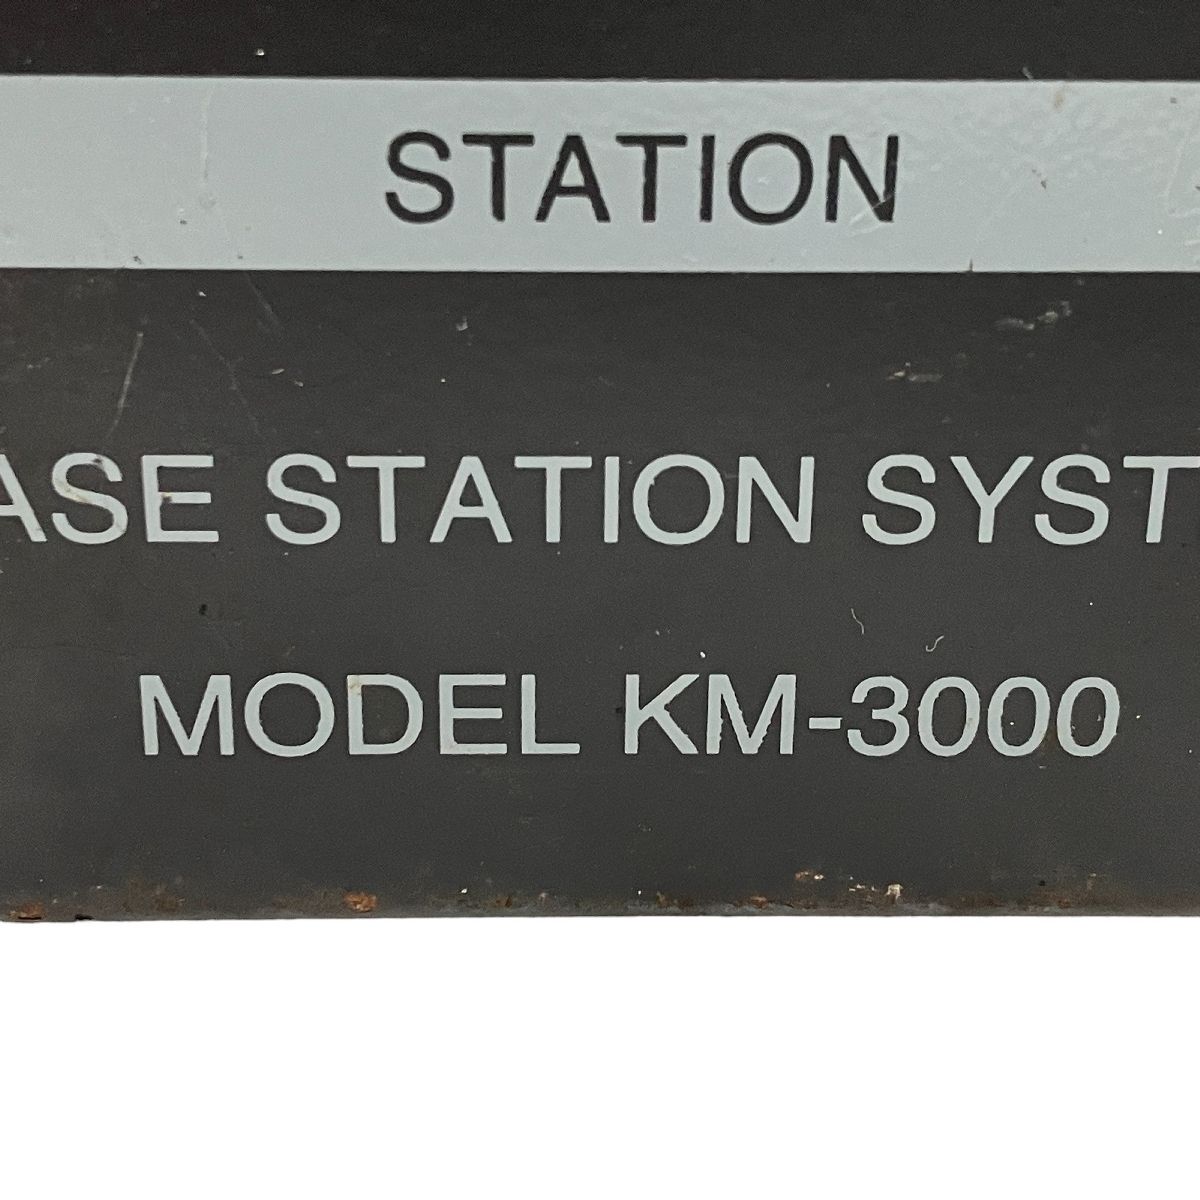 STATION
ASE STATION SYST
MODEL KM-3000